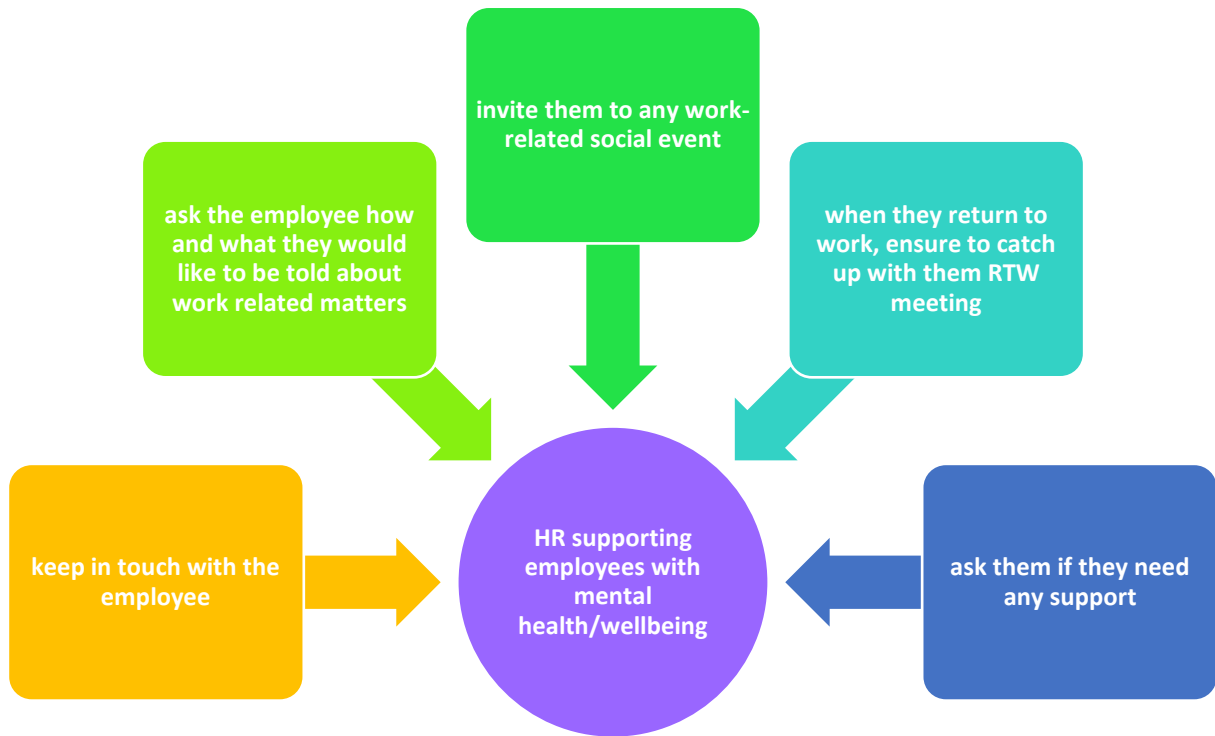 invite them to any work-
related social event
ask the employee how
and what they would
like to be told about
work related matters
when they return to
work, ensure to catch
up with them RTW
meeting
keep in touch with the
employee
HR supporting
employees with
mental
health/wellbeing
ask them if they need
any support